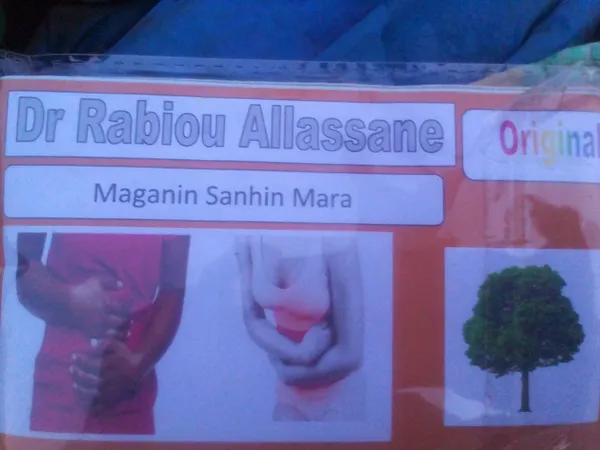 Dr Rabiou Allassane
Original
Maganin Sanhin Mara